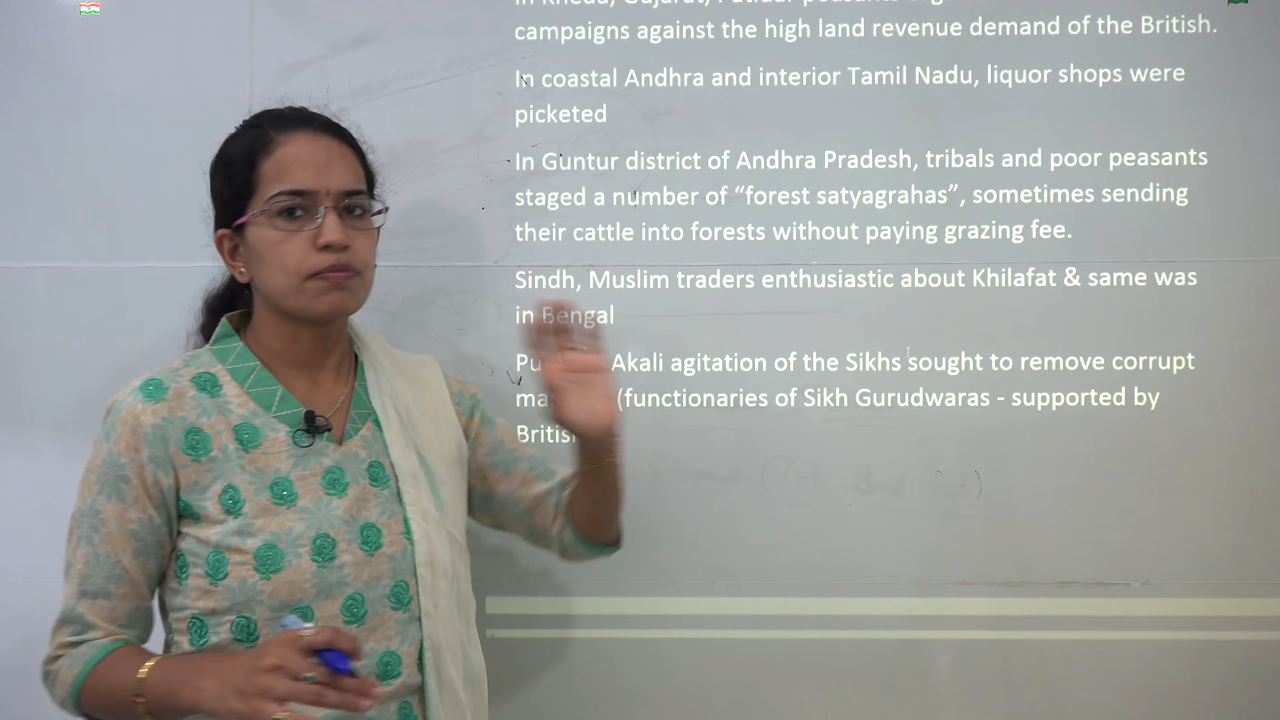 campaigns against the high land revenue demand of the British.
In coastal Andhra and interior Tamil Nadu, liquor shops were
picketed
In Guntur district of Andhra Pradesh, tribals and poor peasants
staged a number of “forest satyagrahas”, sometimes sending
their cattle into forests without paying grazing fee.
Sindh, Muslim traders enthusiastic about Khilafat & same was
in Bengal
Akali agitation of the Sikhs sought to remove corrupt
(functionaries of Sikh Gurudwaras - supported by